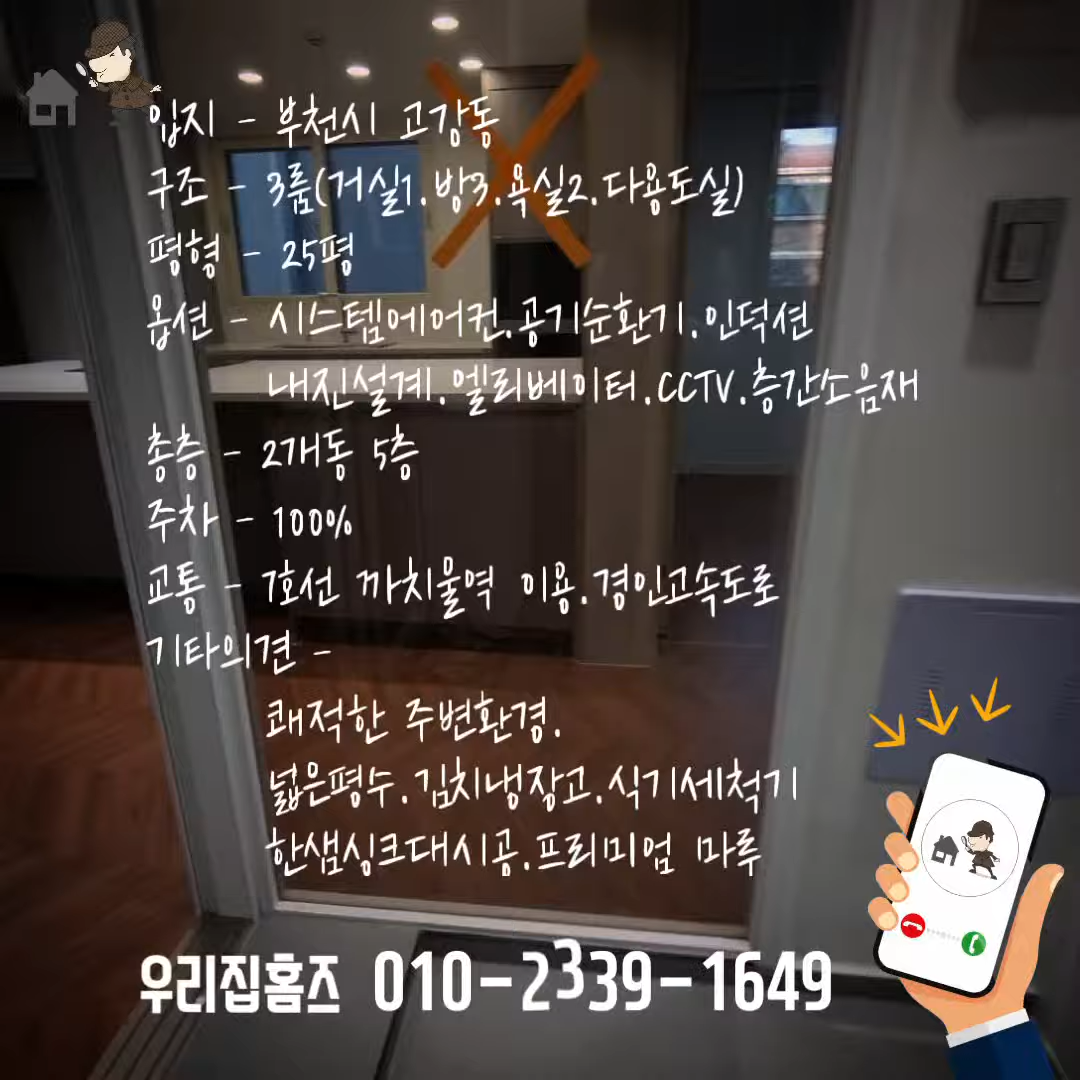 입지 - 부천시 고강동
구조 - 3룸(거실1.방3.욕실2.다용도실)
평형 - 25평
옵션 - 시스템에어컨.공기순환기.인덕션
내진설계.엘리베이터.CCTV.층간소음재
총층 - 2개동 5층
주차 - 100%
교통 - 7호선 까치울역 이용.경인고속도로
기타의견 -
쾌적한 주변환경.
넓은평수.김치냉장고.식기세척기
한샘싱크대시공.프리미엄 마루
우리집홈즈 010-2339-1649